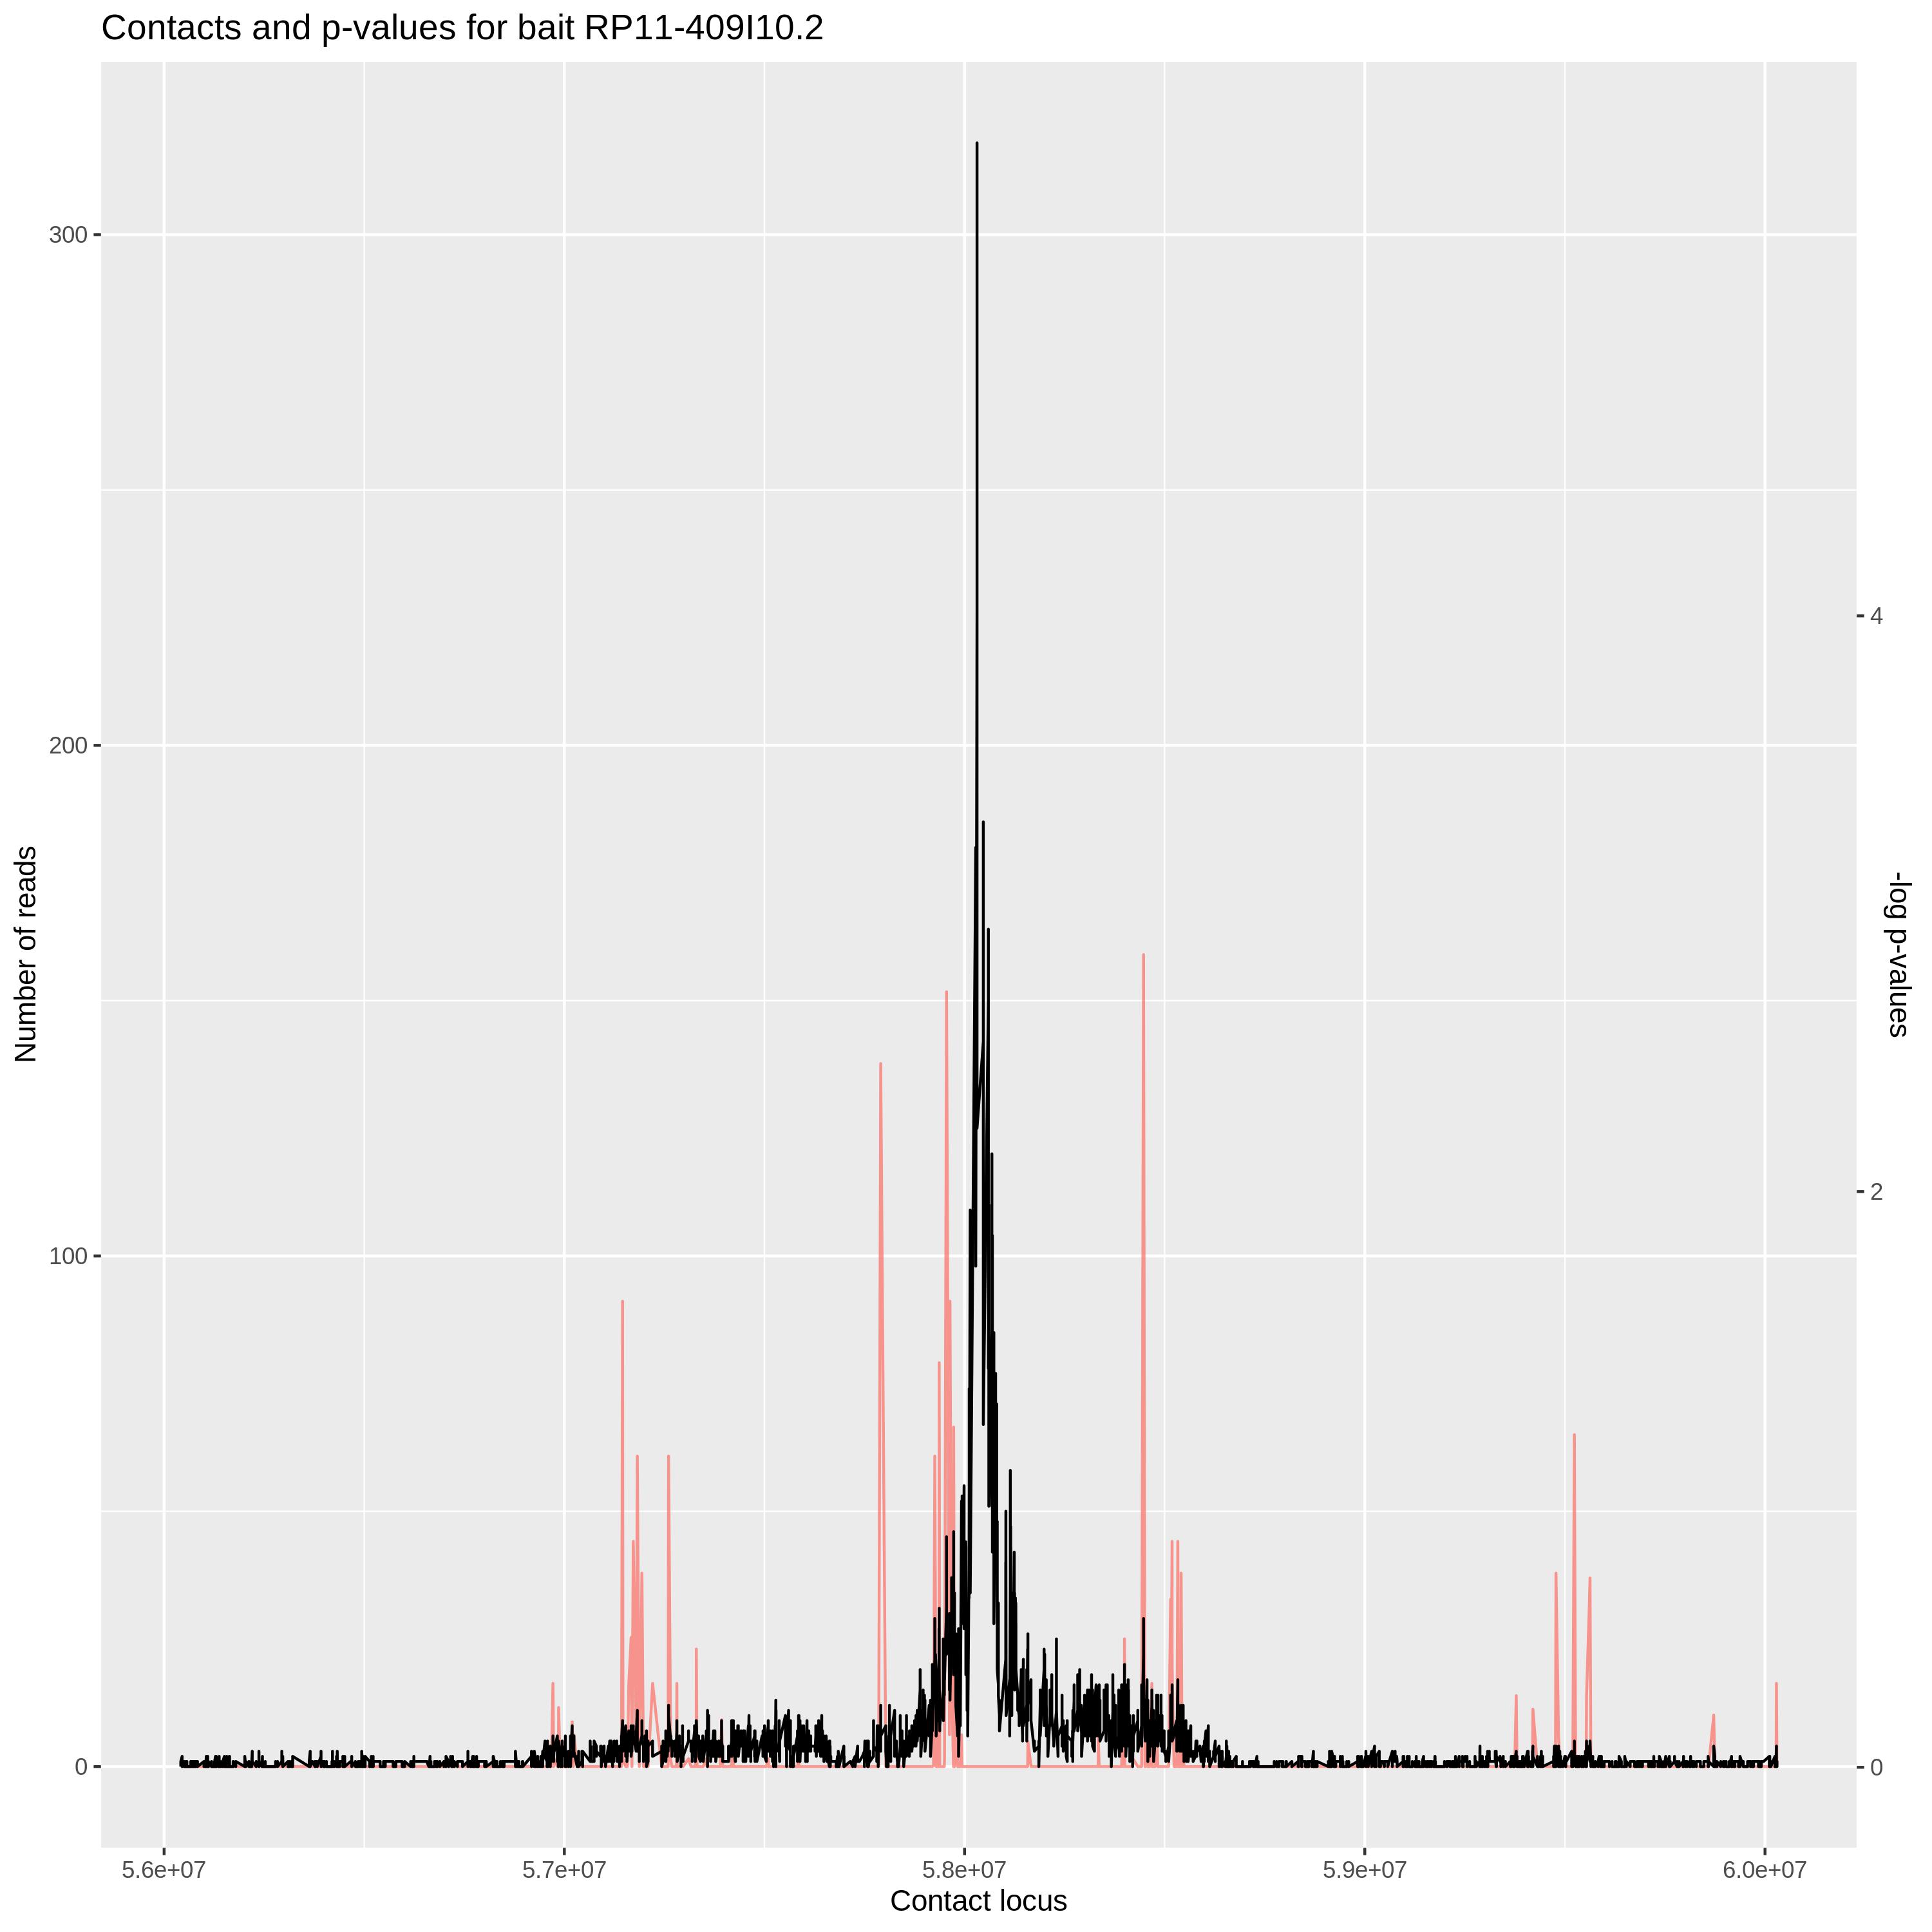 Contacts and p-values for bait RP11-409I10.2
300
200
100
0
Number of reads
4
2
0
-log p-values
5.6e+07
5.7e+07
5.8e+07
5.9e+07
6.0e+07
Contact locus